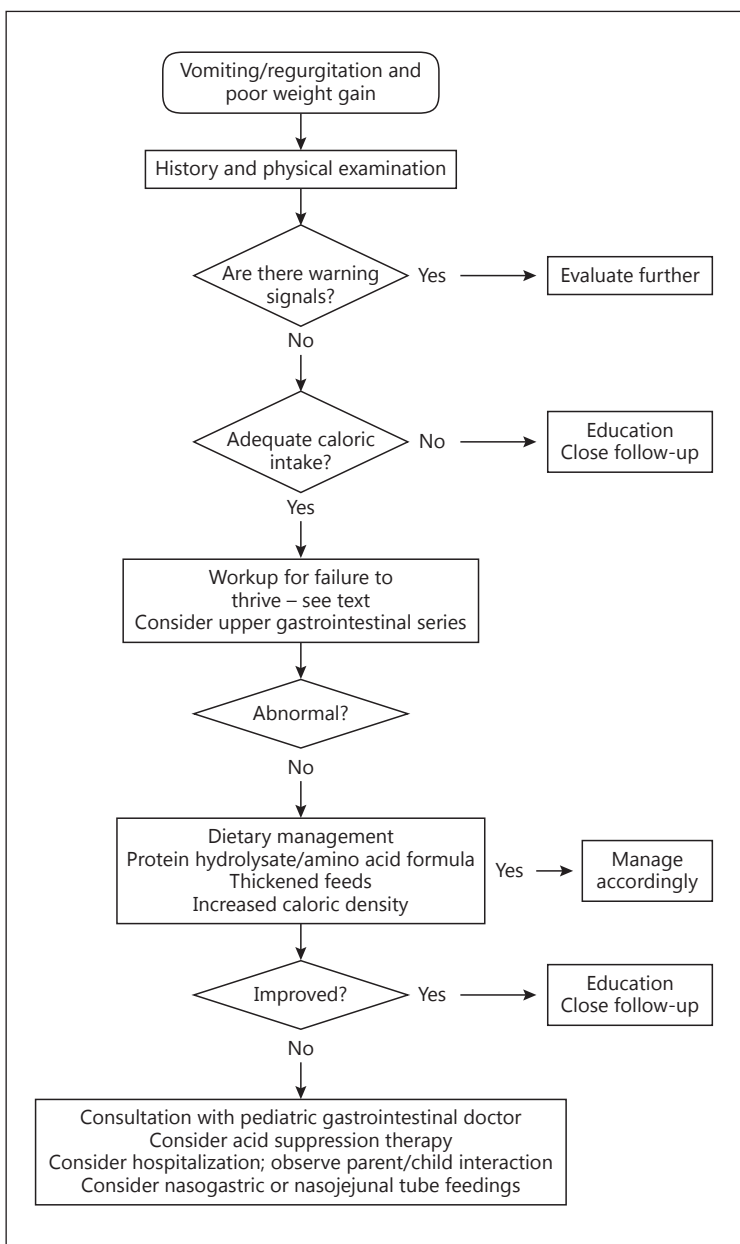 Vomiting/regurgitation and
poor weight gain
History and physical examination
Are there warning
signals?
Yes
Evaluate further
No
Adequate caloric
intake?
No
Education
Close follow-up
Yes
Workup for failure to
thrive – see text
Consider upper gastrointestinal series
Abnormal?
No
Dietary management
Protein hydrolysate/amino acid formula
Thickened feeds
Increased caloric density
Yes
Manage
accordingly
Improved?
Yes
Education
Close follow-up
No
Consultation with pediatric gastrointestinal doctor
Consider acid suppression therapy
Consider hospitalization; observe parent/child interaction
Consider nasogastric or nasojejunal tube feedings